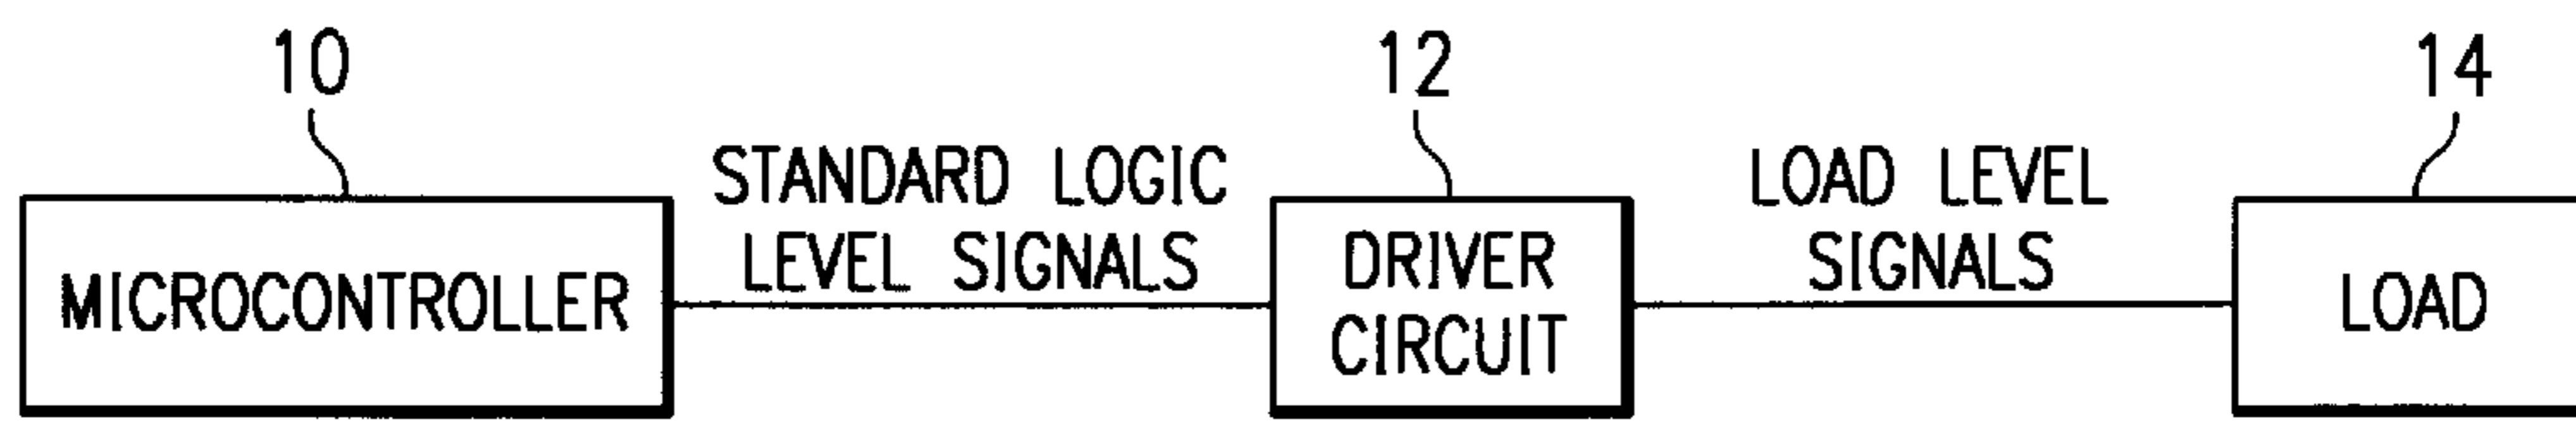 10
12
14
STANDARD LOGIC
LEVEL SIGNALS
LOAD LEVEL
SIGNALS
MICROCONTROLLER
DRIVER
CIRCUIT
LOAD